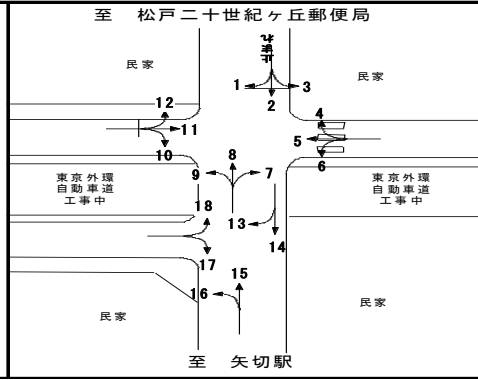 至 松戸二十世紀ヶ丘郵便局
止まれ
民家
民家
1
2
3
12
11
10
4
5
6
8
9
7
東京外環
自動車道
工事中
東京外環
自動車道
工事中
18
13
14
17
15
16
民家
民家
至 矢切駅